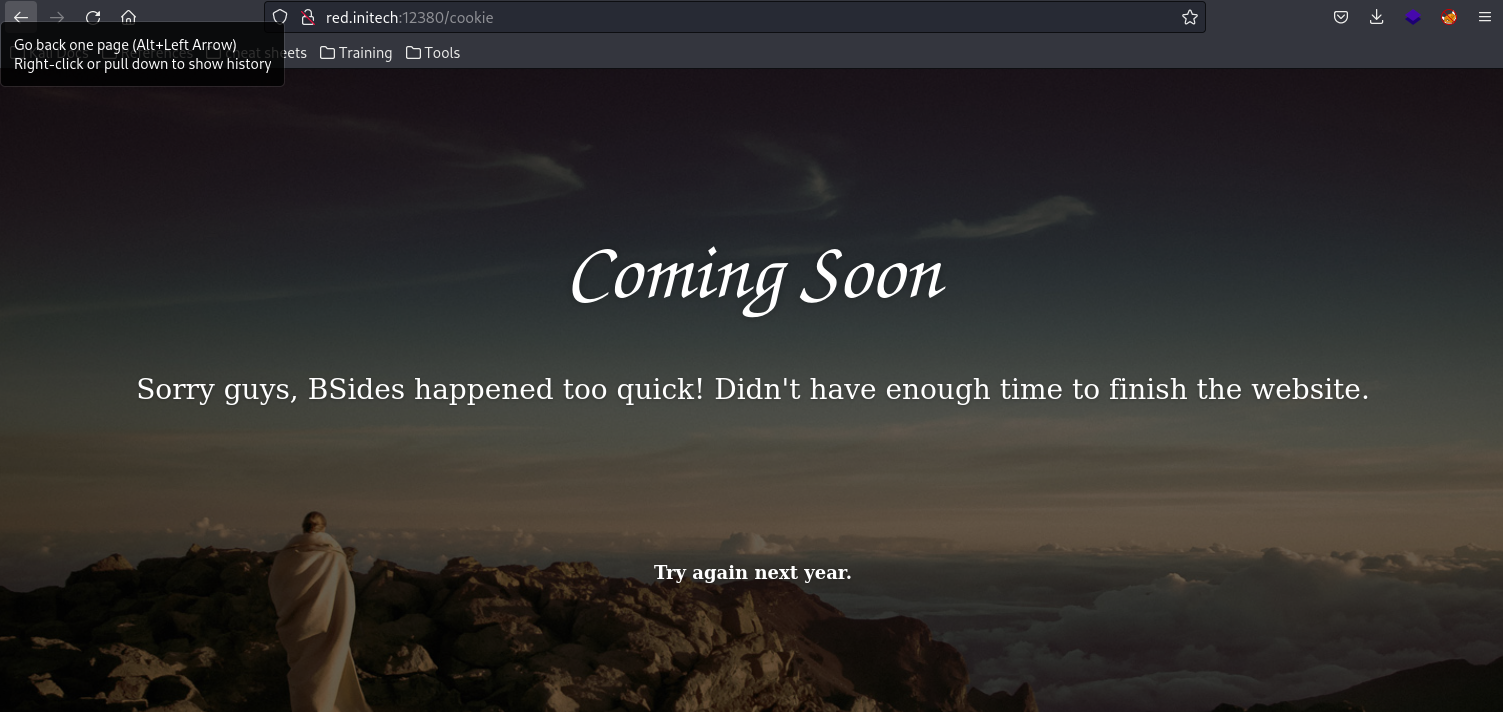 red.initech:12380/cookie
Go back one page (Alt+Left Arrow)
Right-click or pull down to show history
sheets
Training
Tools
Coming Soon
Sorry guys, BSides happened too quick! Didn't have enough time to finish the website.
Try again next year.